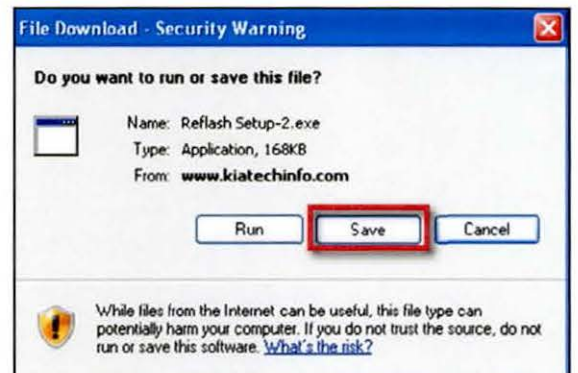 File Download - Security Warning
Do you want to run or save this file?
Name: Reflash Setup-2.exe
Type: Application, 168KB
From: www.kiatechinfo.com
Run Save Cancel
While files from the Internet can be useful, this file type can
potentially harm your computer. If you do not trust the source, do not
run or save this software. What's the risk?